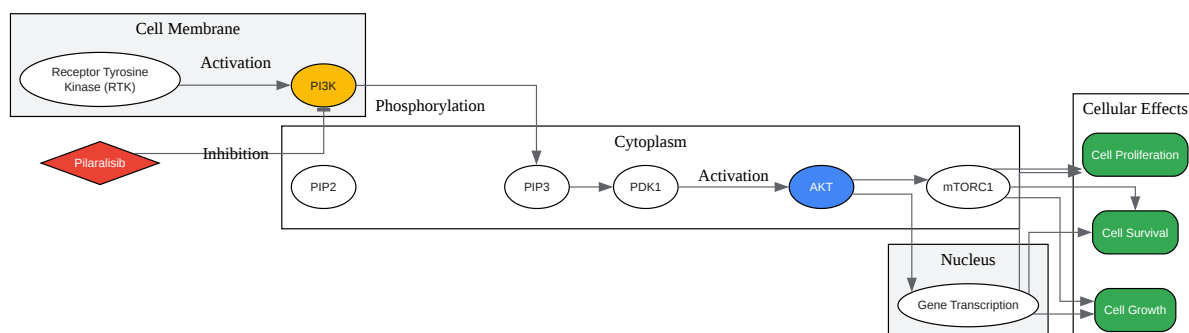 Cell Membrane
Receptor Tyrosine
Kinase (RTK)
Activation
PI3K
Phosphorylation
Pilaralisib
Inhibition
Cytoplasm
PIP2
PIP3
PDK1
Activation
AKT
mTORC1
Cellular Effects
Cell Proliferation
Cell Survival
Cell Growth
Nucleus
Gene Transcription